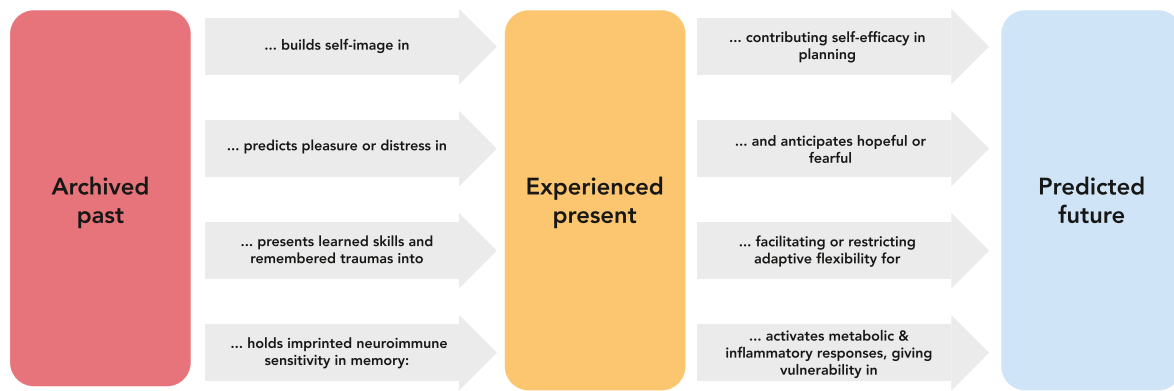 Archived
past
... builds self-image in
... predicts pleasure or distress in
... presents learned skills and
remembered traumas into
... holds imprinted neuroimmune
sensitivity in memory:
Experienced
present
... contributing self-efficacy in
planning
... and anticipates hopeful or
fearful
... facilitating or restricting
adaptive flexibility for
... activates metabolic &
inflammatory responses, giving
vulnerability in
Predicted
future